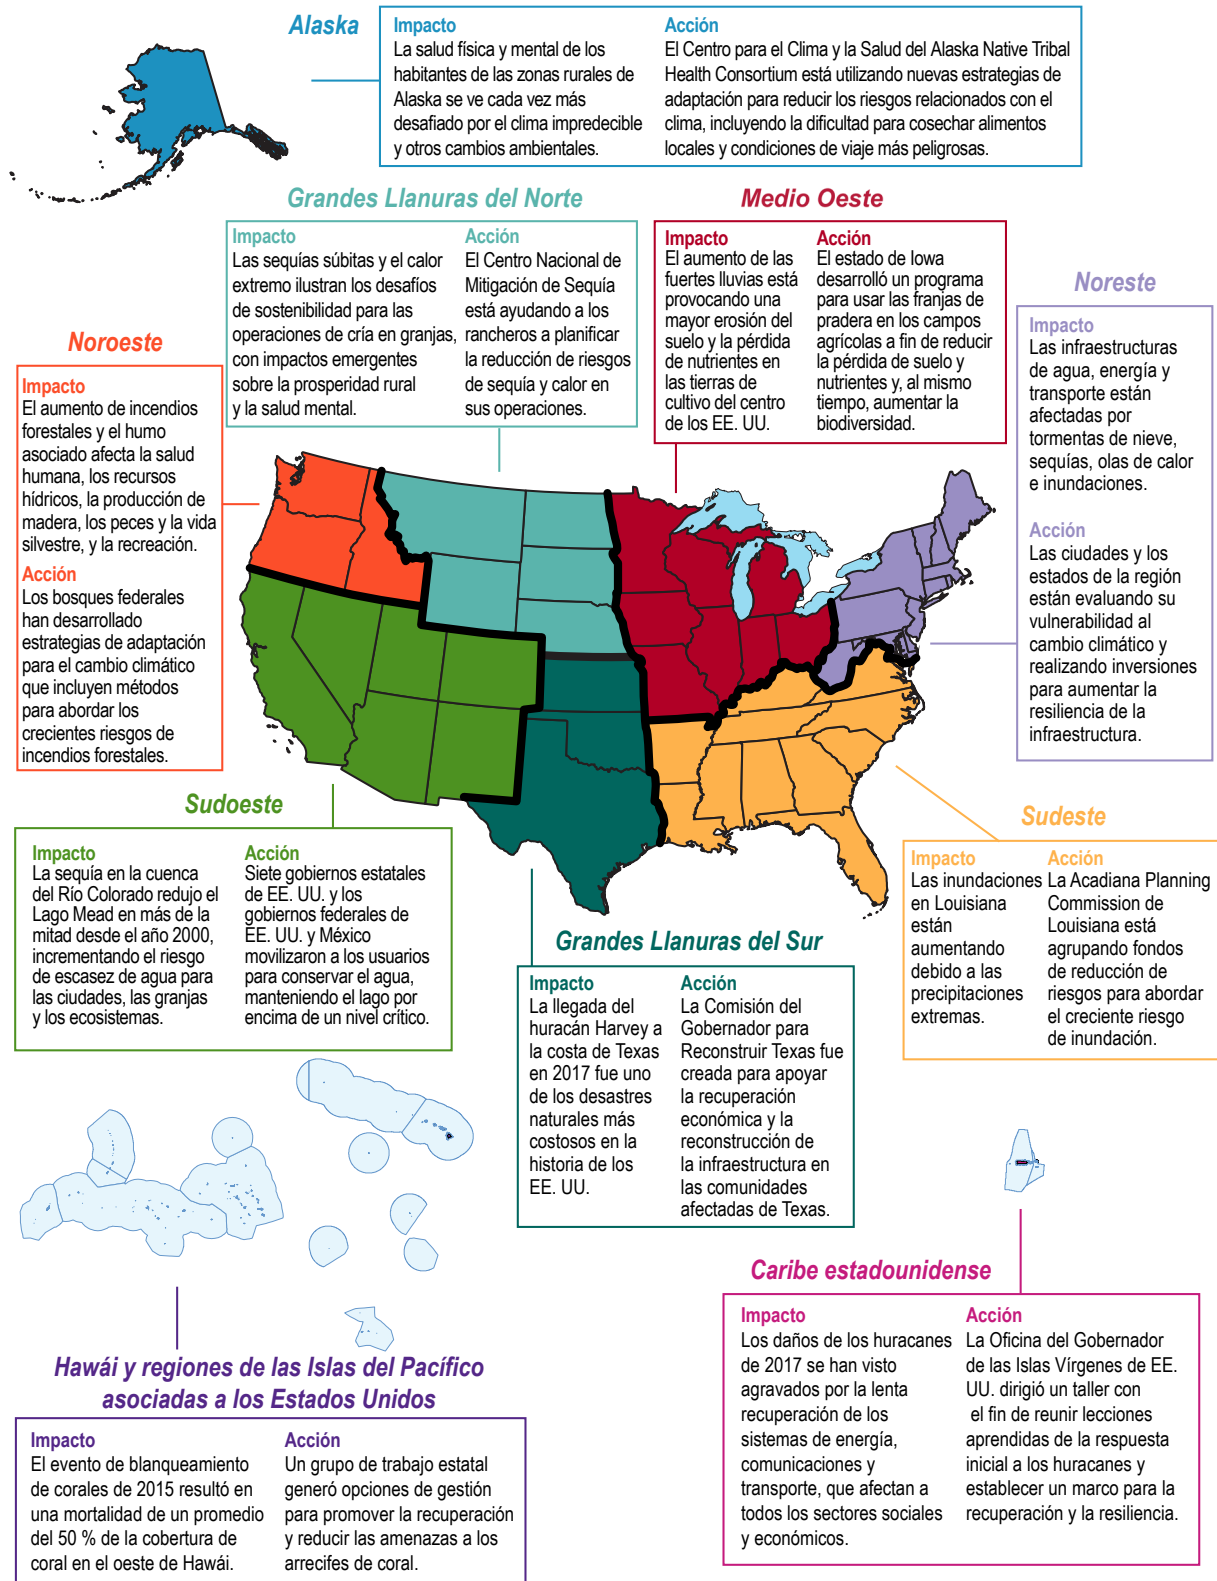 Alaska
Impacto
La salud física y mental de los
habitantes de las zonas rurales de
Alaska se ve cada vez más
desafiado por el clima impredecible
y otros cambios ambientales.
Acción
El Centro para el Clima y la Salud del Alaska Native Tribal
Health Consortium está utilizando nuevas estrategias de
adaptación para reducir los riesgos relacionados con el
clima, incluyendo la dificultad para cosechar alimentos
locales y condiciones de viaje más peligrosas.
Grandes Llanuras del Norte
Impacto
Las sequías súbitas y el calor
extremo ilustran los desafíos
de sostenibilidad para las
operaciones de cría en granjas,
con impactos emergentes
sobre la prosperidad rural
y la salud mental.
Acción
El Centro Nacional de
Mitigación de Sequía
está ayudando a los
rancheros a planificar
la reducción de riesgos
de sequía y calor en
sus operaciones.
Medio Oeste
Impacto
El aumento de las
fuertes lluvias está
provocando una
mayor erosión del
suelo y la pérdida
de nutrientes en
las tierras de
cultivo del centro
de los EE. UU.
Acción
El estado de Iowa
desarrolló un programa
para usar las franjas de
pradera en los campos
agrícolas a fin de reducir
la pérdida de suelo y
nutrientes y, al mismo
tiempo, aumentar la
biodiversidad.
Noreste
Impacto
Las infraestructuras
de agua, energía y
transporte están
afectadas por
tormentas de nieve,
sequías, olas de calor
e inundaciones.
Acción
Las ciudades y los
estados de la región
están evaluando su
vulnerabilidad al
cambio climático y
realizando inversiones
para aumentar la
resiliencia de la
infraestructura.
Noroeste
Impacto
El aumento de incendios
forestales y el humo
asociado afecta la salud
humana, los recursos
hídricos, la producción de
madera, los peces y la vida
silvestre, y la recreación.
Acción
Los bosques federales
han desarrollado
estrategias de adaptación
para el cambio climático
que incluyen métodos
para abordar los
crecientes riesgos de
incendios forestales.
Sudoeste
Impacto
La sequía en la cuenca
del Río Colorado redujo el
Lago Mead en más de la
mitad desde el año 2000,
incrementando el riesgo
de escasez de agua para
las ciudades, las granjas
y los ecosistemas.
Acción
Siete gobiernos estatales
de EE. UU. y los
gobiernos federales de
EE. UU. y México
movilizaron a los usuarios
para conservar el agua,
manteniendo el lago por
encima de un nivel crítico.
Sudeste
Impacto
Las inundaciones
en Louisiana
están
aumentando
debido a las
precipitaciones
extremas.
Acción
La Acadiana Planning
Commission de
Louisiana está
agrupando fondos
de reducción de
riesgos para abordar
el creciente riesgo
de inundación.
Grandes Llanuras del Sur
Impacto
La llegada del
huracán Harvey a
la costa de Texas
en 2017 fue uno
de los desastres
naturales más
costosos en la
historia de los
EE. UU.
Acción
La Comisión del
Gobernador para
Reconstruir Texas fue
creada para apoyar
la recuperación
económica y la
reconstrucción de
la infraestructura en
las comunidades
afectadas de Texas.
Caribe estadounidense
Impacto
Los daños de los huracanes
de 2017 se han visto
agravados por la lenta
recuperación de los
sistemas de energía,
comunicaciones y
transporte, que afectan a
todos los sectores sociales
y económicos.
Acción
La Oficina del Gobernador
de las Islas Vírgenes de EE.
UU. dirigió un taller con
el fin de reunir lecciones
aprendidas de la respuesta
inicial a los huracanes y
establecer un marco para la
recuperación y la resiliencia.
Hawái y regiones de las Islas del Pacífico
asociadas a los Estados Unidos
Impacto
El evento de blanqueamiento
de corales de 2015 resultó en
una mortalidad de un promedio
del 50 % de la cobertura de
coral en el oeste de Hawái.
Acción
Un grupo de trabajo estatal
generó opciones de gestión
para promover la recuperación
y reducir las amenazas a los
arrecifes de coral.